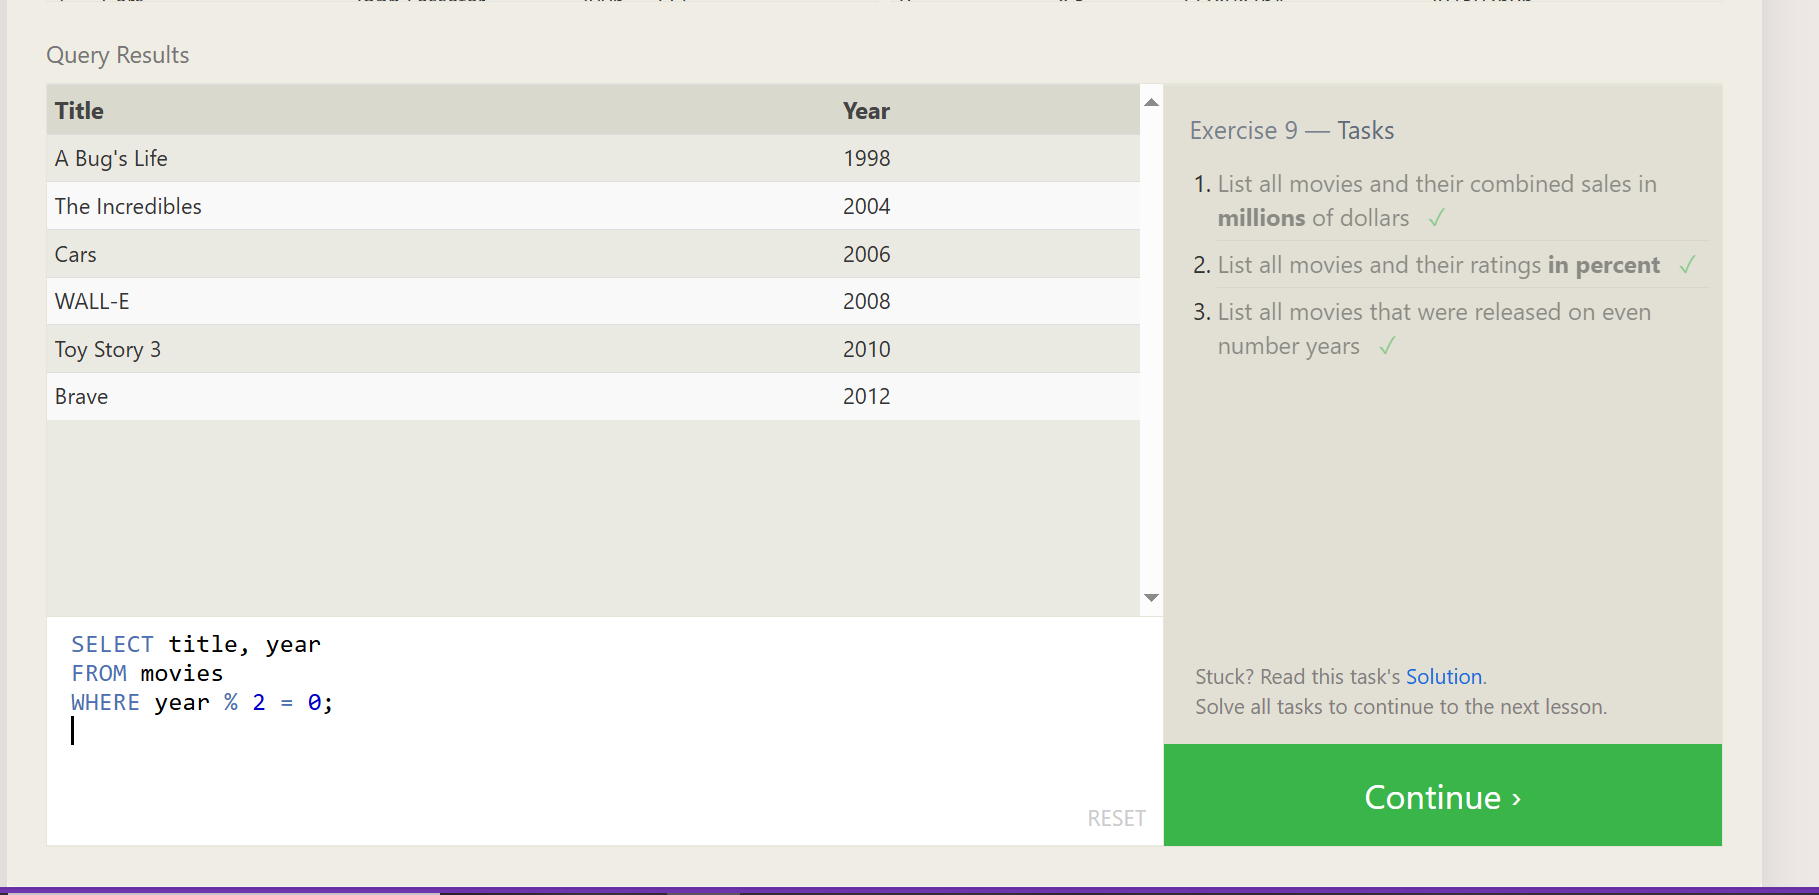 Query Results
Title Year
A Bug's Life 1998
The Incredibles 2004
Cars 2006
WALL-E 2008
Toy Story 3 2010
Brave 2012
SELECT title, year
FROM movies
WHERE year % 2 = 0;
RESET
Exercise 9 — Tasks
1. List all movies and their combined sales in
millions of dollars ✓
2. List all movies and their ratings in percent ✓
3. List all movies that were released on even
number years ✓
Stuck? Read this task's Solution.
Solve all tasks to continue to the next lesson.
Continue ›